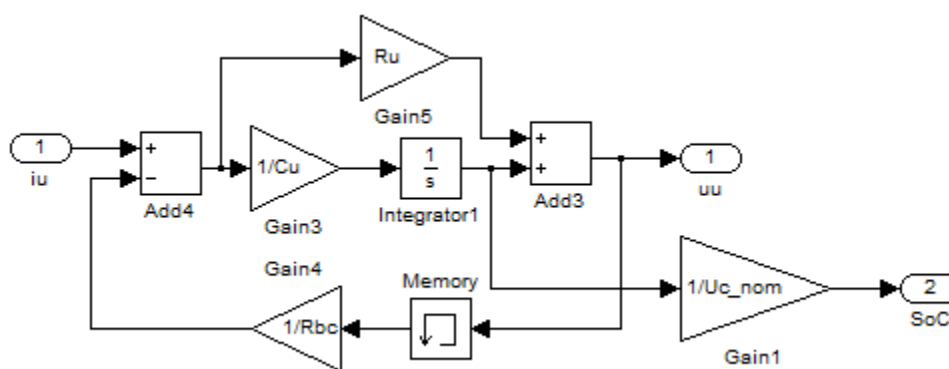 Ru
Gain5
1
iu
+
−
Add4
1/Cu
Gain3
1
s
Integrator1
+
+
Add3
1
uu
Gain4
1/Rbc
Memory
1/Uc_nom
Gain1
2
SoC